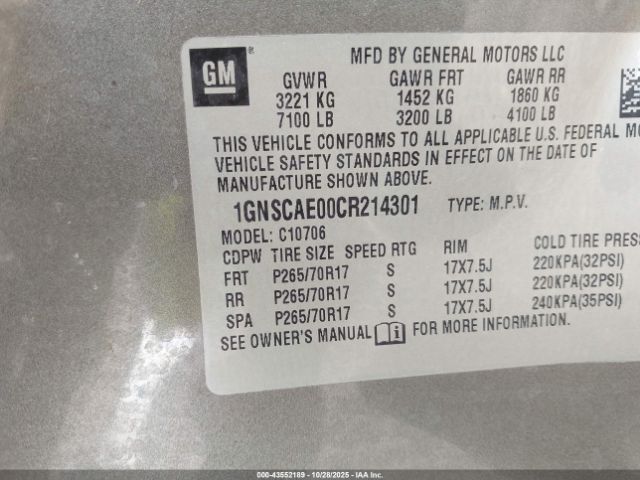 GM
®
MFD BY GENERAL MOTORS LLC
GVWR GAWR FRT GAWR RR
3221 KG 1452 KG 1860 KG
7100 LB 3200 LB 4100 LB
THIS VEHICLE CONFORMS TO ALL APPLICABLE U.S. FEDERAL MO
VEHICLE SAFETY STANDARDS IN EFFECT ON THE DATE OF
MANUFACTURE SHOWN ABOVE.
1GNSCAE00CR214301 TYPE: M.P.V.
MODEL: C10706
CDPW TIRE SIZE SPEED RTG RIM COLD TIRE PRESS
FRT P265/70R17 S 17X7.5J 220KPA(32PSI)
RR P265/70R17 S 17X7.5J 220KPA(32PSI)
SPA P265/70R17 S 17X7.5J 240KPA(35PSI)
SEE OWNER'S MANUAL FOR MORE INFORMATION.
000-43552189 - 10/28/2025 - Copyright © IAA, LLC